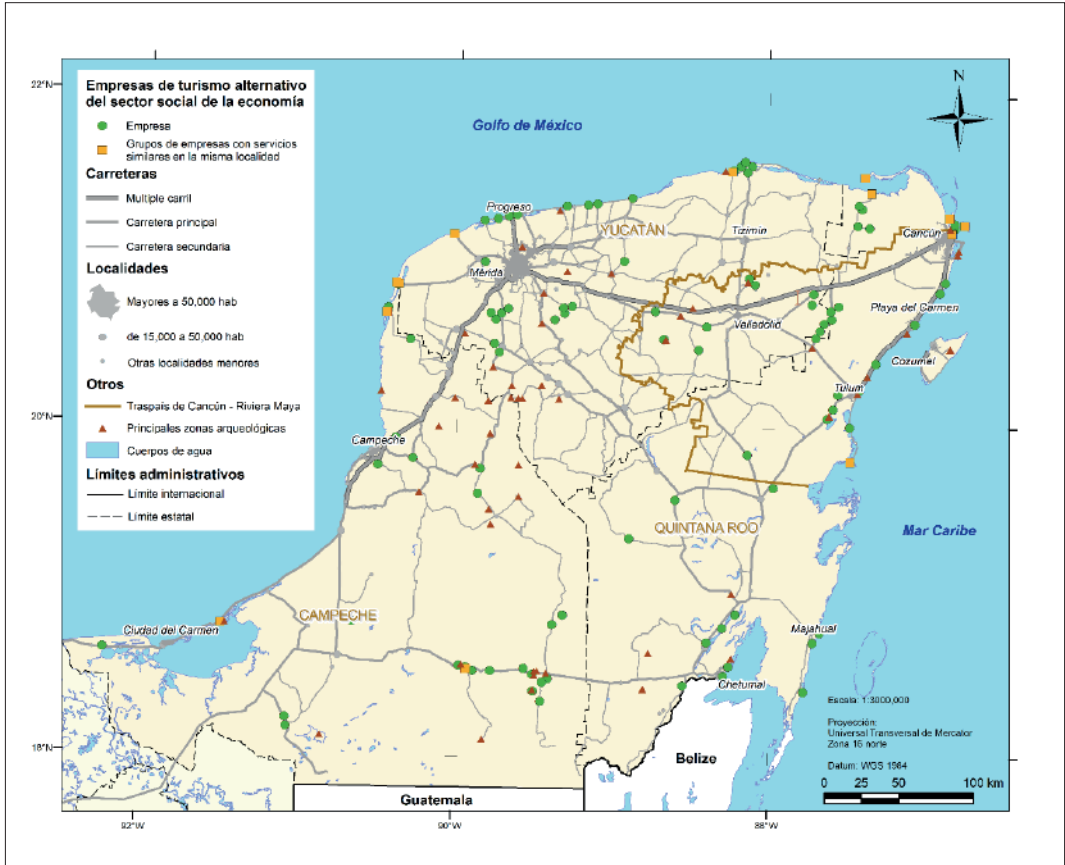 Empresas de turismo alternativo
del sector social de la economía
Empresa
Grupos de empresas con servicios
similares en la misma localidad
Carreteras
Multiple carril
Carretera principal
Carretera secundaria
Localidades
Mayores a 50,000 hab
de 15,000 a 50,000 hab
Otras localidades menores
Otros
Traspaís de Cancún - Riviera Maya
Principales zonas arqueológicas
Cuerpos de agua
Límites administrativos
Límite internacional
Límite estatal
22°N
20°N
18°N
92°W
90°W
88°W
N
Golfo de México
Progreso
YUCATÁN
Tizimín
Cancún
Mérida
Playa del Carmen
Valladolid
Cozumel
Tulum
Campeche
QUINTANA ROO
Mar Caribe
CAMPECHE
Ciudad del Carmen
Majahual
Chetumal
Belize
Guatemala
Escala: 1:3000,000
Proyección:
Universal Transversal de Mercator
Zona 16 norte
Datum: WGS 1984
0 25 50 100 km